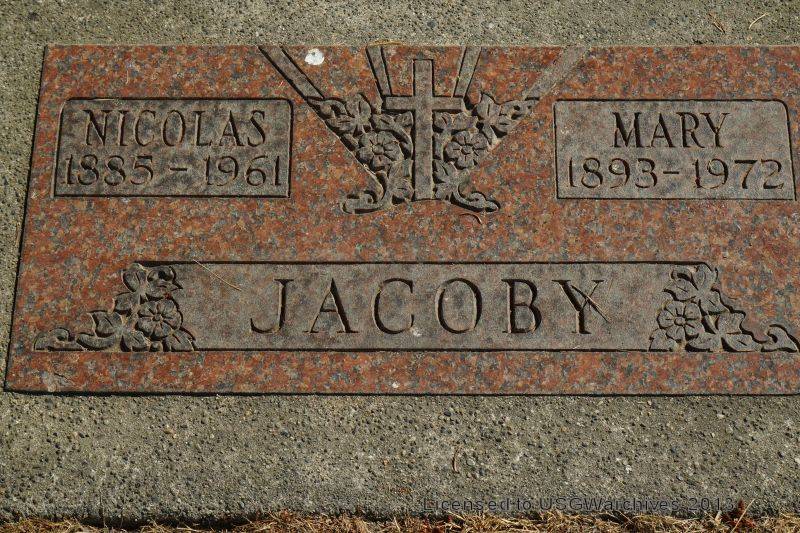 NICOLAS
1885 - 1961
MARY
1893 - 1972
JACOBY
Licensed to USGWarchives 2013